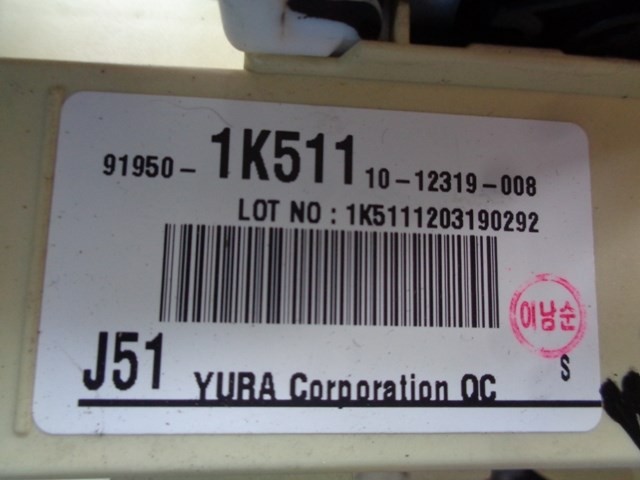 91950- 1K511 10-12319-008
LOT NO : 1K5111203190292
이남순
J51 YURA Corporation QC S